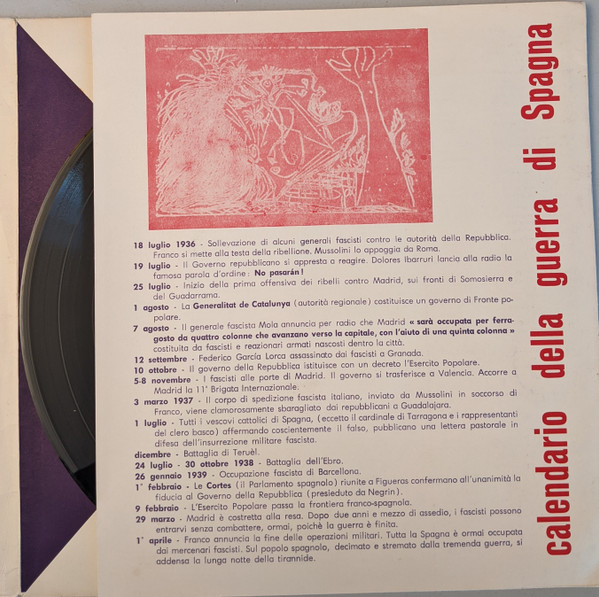 calendario della guerra di Spagna
18 luglio 1936 - Sollevazione di alcuni generali fascisti contro le autorità della Repubblica.
Franco si mette alla testa della ribellione. Mussolini lo appoggia da Roma.
19 luglio - Il Governo repubblicano si appresta a reagire. Dolores Ibarruri lancia alla radio la
famosa parola d'ordine: No pasarán!
25 luglio - Inizio della prima offensiva dei ribelli contro Madrid, sul fronti di Somosierra e
del Guadarrama.
1 agosto - La Generalitat de Catalunya (autorità regionale) costituisce un governo di Fronte po-
polare.
7 agosto - Il generale fascista Mola annuncia per radio che Madrid « sarà occupata per ferra-
gosto da quattro colonne che avanzano verso la capitale, con l'aiuto di una quinta colonna »
costituita da fascisti e reazionari armati nascosti dentro la città.
12 settembre - Federico García Lorca assassinato dai fascisti a Granada.
10 ottobre - Il governo della Repubblica istituisce con un decreto l'Esercito Popolare.
5-8 novembre - I fascisti alle porte di Madrid. Il governo si trasferisce a Valencia. Accorre a
Madrid la 11ª Brigata Internazionale.
3 marzo 1937 - Il corpo di spedizione fascista italiano, inviato da Mussolini in soccorso di
Franco, viene clamorosamente sbaragliato dai repubblicani a Guadalajara.
1 luglio - Tutti i vescovi cattolici di Spagna, (eccetto il cardinale di Tarragona e i rappresentanti
del clero basco) affermando coscientemente il falso, pubblicano una lettera pastorale in
difesa dell'insurrezione militare fascista.
dicembre - Battaglia di Teruèl.
24 luglio - 30 ottobre 1938 - Battaglia dell'Ebro.
26 gennaio 1939 - Occupazione fascista di Barcellona.
1° febbraio - Le Cortes (il Parlamento spagnolo) riunite a Figueras confermano all'unanimità la
fiducia al Governo della Repubblica (presieduto da Negrin).
9 febbraio - L'Esercito Popolare passa la frontiera franco-spagnola.
29 marzo - Madrid è costretta alla resa. Dopo due anni e mezzo di assedio, i fascisti possono
entrarvi senza combattere, ormai, poichè la guerra è finita.
1° aprile - Franco annuncia la fine delle operazioni militari. Tutta la Spagna è ormai occupata
dai mercenari fascisti. Sul popolo spagnolo, decimato e stremato dalla tremenda guerra, si
addensa la lunga notte della tirannide.